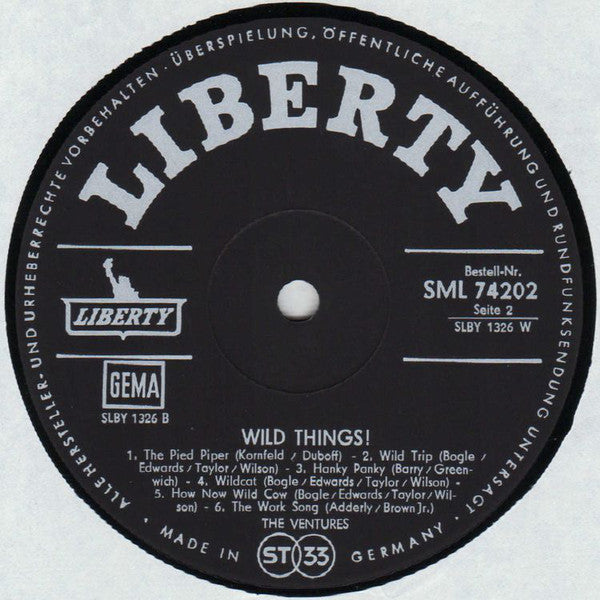 ALLE HERSTELLER- UND URHEBERRECHTE VORBEHALTEN · ÜBERSPIELUNG, ÖFFENTLICHE AUFFÜHRUNG UND RUNDFUNKSENDUNG UNTERSAGT ·
LIBERTY
LIBERTY
GEMA
SLBY 1326 B
Bestell-Nr.
SML 74202
Seite 2
SLBY 1326 W
WILD THINGS!
1. The Pied Piper (Kornfeld / Duboff) - 2. Wild Trip (Bogle /
Edwards / Taylor / Wilson) - 3. Hanky Panky (Barry / Green-
wich) - 4. Wildcat (Bogle / Edwards / Taylor / Wilson) -
5. How Now Wild Cow (Bogle / Edwards / Taylor / Wil-
son) - 6. The Work Song (Adderly / Brown Jr.)
THE VENTURES
· MADE IN ST 33 GERMANY ·